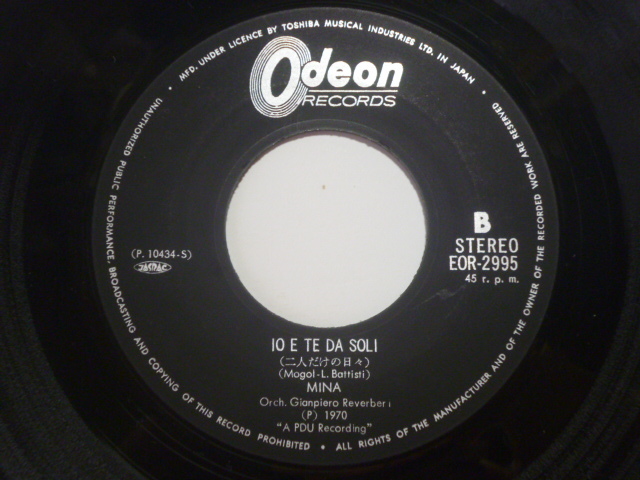 • MFD. UNDER LICENCE BY TOSHIBA MUSICAL INDUSTRIES LTD. IN JAPAN •
Odeon
RECORDS
B
STEREO
EOR-2995
45 r. p. m.
(P. 10434-S)
JASRAC
IO E TE DA SOLI
(二人だけの日々)
(Mogol-L. Battisti)
MINA
Orch. Gianpiero Reverberi
(P) 1970
"A PDU Recording"
UNAUTHORIZED PUBLIC PERFORMANCE, BROADCASTING AND COPYING OF THIS RECORD PROHIBITED • ALL RIGHTS OF THE MANUFACTURER AND OF THE OWNER OF THE RECORDED WORK ARE RESERVED